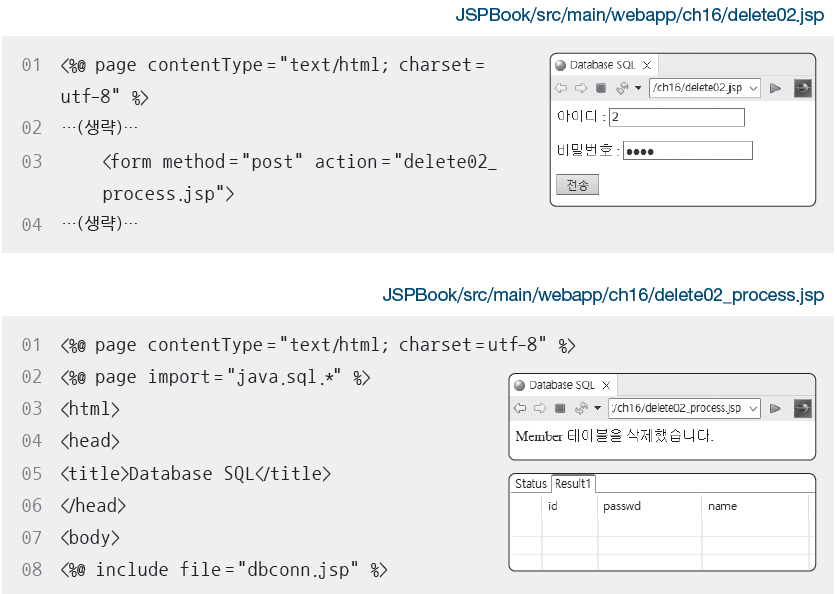 JSPBook/src/main/webapp/ch16/delete02.jsp
01 <%@ page contentType="text/html; charset=
utf-8" %>
02 …(생략)…
03 <form method="post" action="delete02_
process.jsp">
04 …(생략)…
Database SQL
/ch16/delete02.jsp
아이디 : 2
비밀번호 : ●●●●
전송
JSPBook/src/main/webapp/ch16/delete02_process.jsp
01 <%@ page contentType="text/html; charset=utf-8" %>
02 <%@ page import="java.sql.*" %>
03 <html>
04 <head>
05 <title>Database SQL</title>
06 </head>
07 <body>
08 <%@ include file="dbconn.jsp" %>
Database SQL
:/ch16/delete02_process.jsp
Member 테이블을 삭제했습니다.
Status Result1
id passwd name